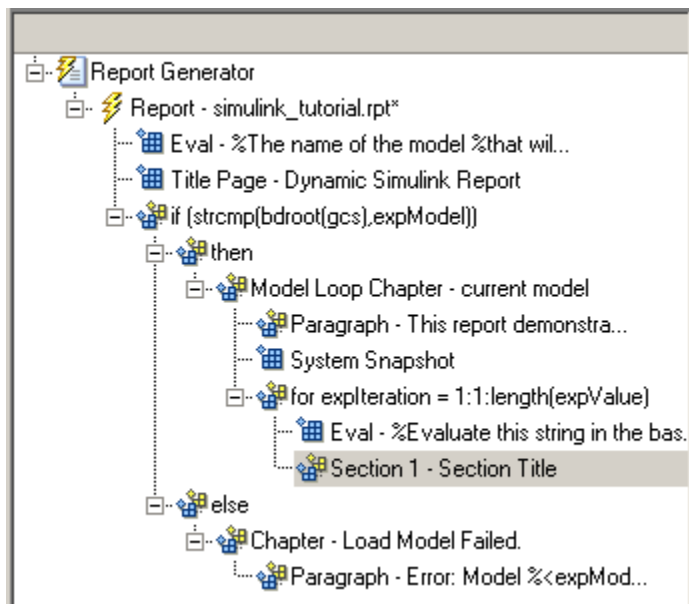 Report Generator
Report - simulink_tutorial.rpt*
Eval - %The name of the model %that wil...
Title Page - Dynamic Simulink Report
if (strcmp(bdroot(gcs),expModel))
then
Model Loop Chapter - current model
Paragraph - This report demonstra...
System Snapshot
for expIteration = 1:1:length(expValue)
Eval - %Evaluate this string in the bas.
Section 1 - Section Title
else
Chapter - Load Model Failed.
Paragraph - Error: Model %<expMod...